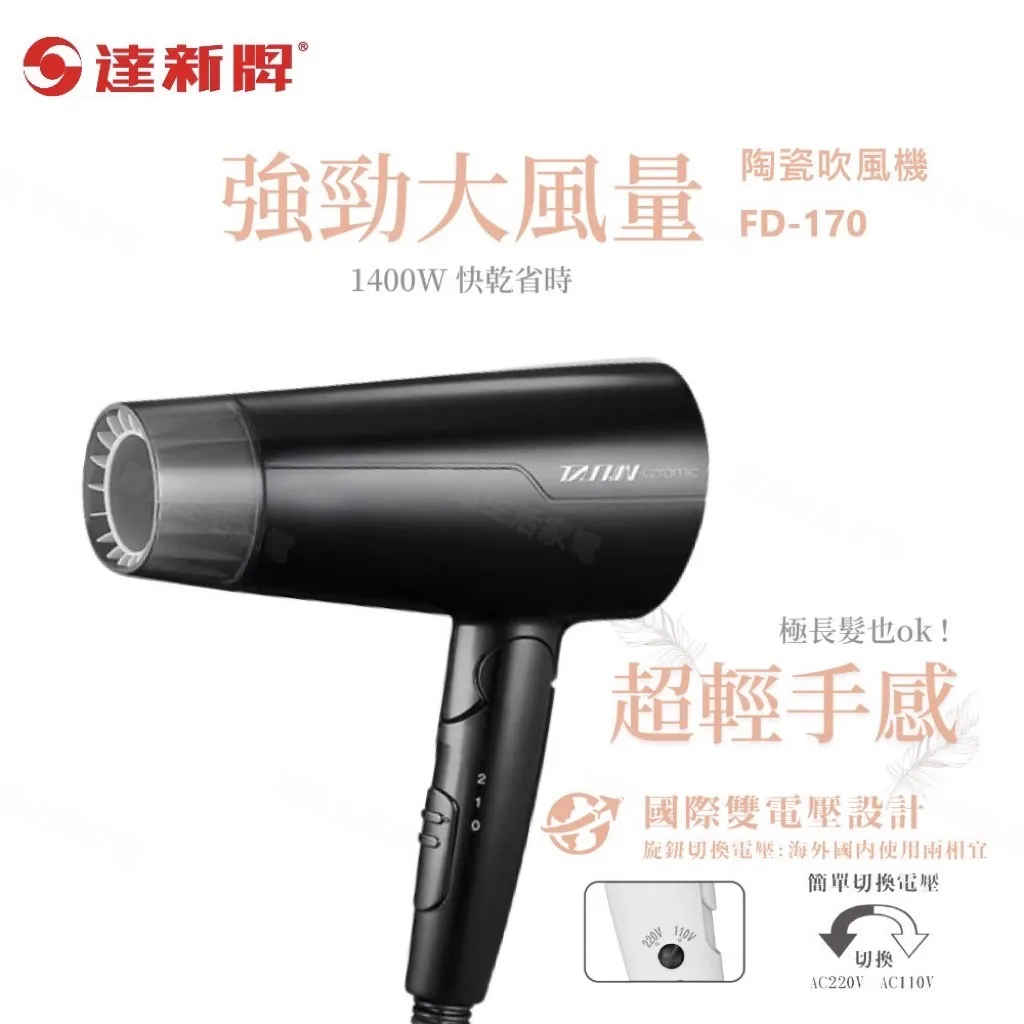 達新牌®
強勁大風量
陶瓷吹風機
FD-170
1400W 快乾省時
TASHIN ceramic
極長髮也ok !
超輕手感
2
1
0
國際雙電壓設計
旋鈕切換電壓:海外國內使用兩相宜
簡單切換電壓
220V 110V
切換
AC220V AC110V